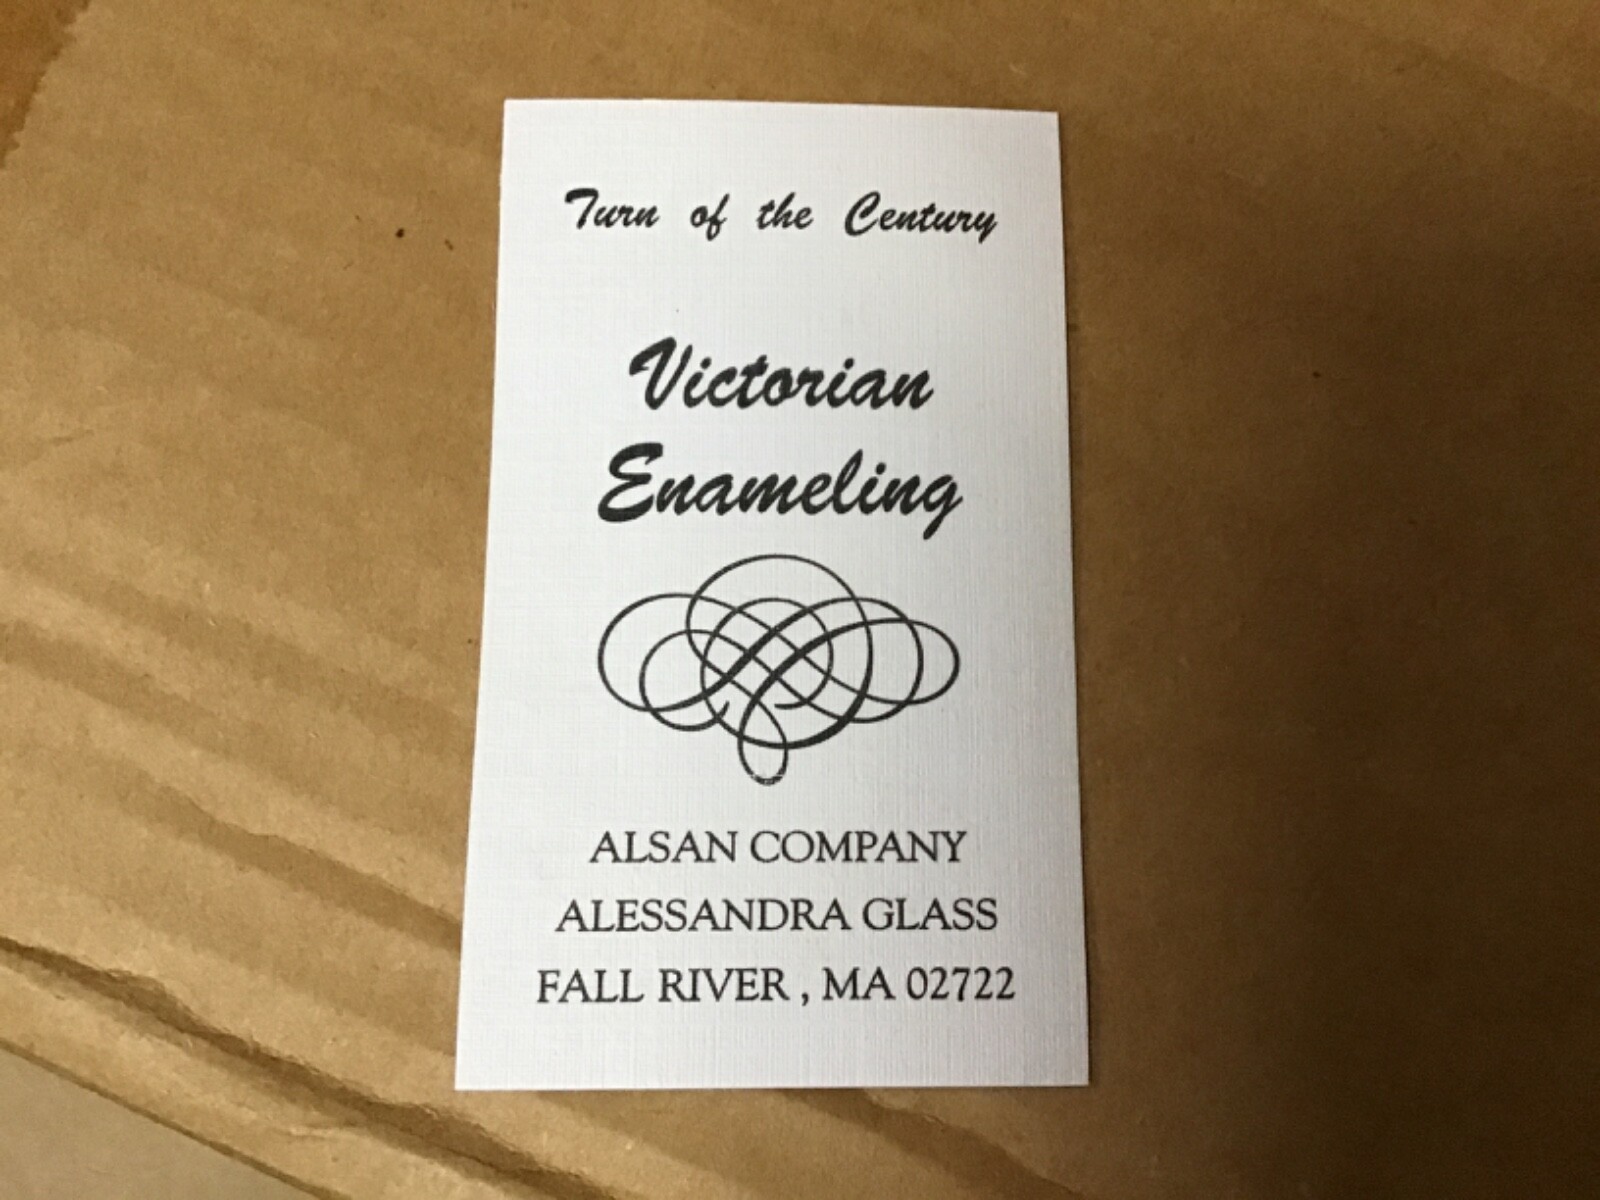 Turn of the Century
Victorian
Enameling
ALSAN COMPANY
ALESSANDRA GLASS
FALL RIVER , MA 02722